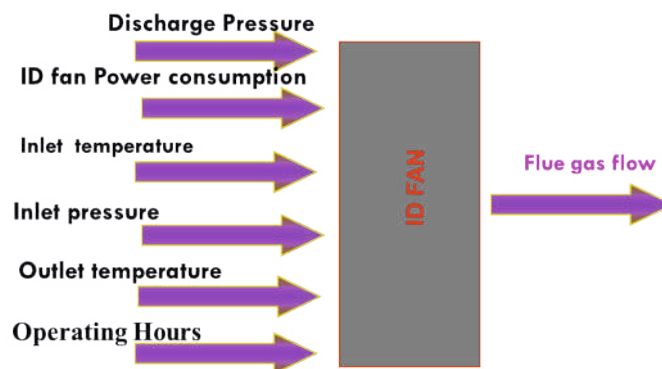 Discharge Pressure
ID fan Power consumption
Inlet temperature
Inlet pressure
Outlet temperature
Operating Hours
ID FAN
Flue gas flow